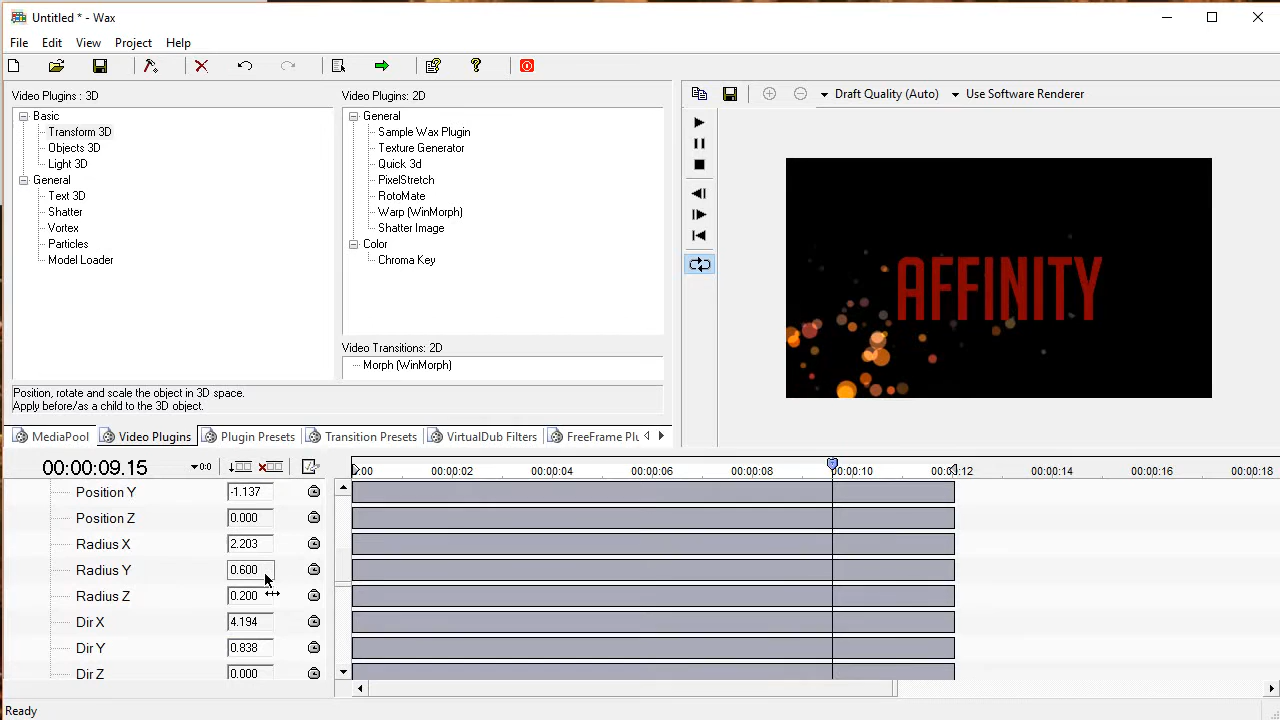 Untitled * - Wax
File Edit View Project Help
Video Plugins : 3D
Basic
Transform 3D
Objects 3D
Light 3D
General
Text 3D
Shatter
Vortex
Particles
Model Loader
Video Plugins: 2D
General
Sample Wax Plugin
Texture Generator
Quick 3d
PixelStretch
RotoMate
Warp (WinMorph)
Shatter Image
Color
Chroma Key
Video Transitions: 2D
Morph (WinMorph)
Position, rotate and scale the object in 3D space.
Apply before/as a child to the 3D object.
MediaPool Video Plugins Plugin Presets Transition Presets VirtualDub Filters FreeFrame Plu
Draft Quality (Auto) Use Software Renderer
AFFINITY
00:00:09.15
0:0
:00 00:00:02 00:00:04 00:00:06 00:00:08 00:00:10 00:00:12 00:00:14 00:00:16 00:00:18
Position Y -1.137
Position Z 0.000
Radius X 2.203
Radius Y 0.600
Radius Z 0.200
Dir X 4.194
Dir Y 0.838
Dir Z 0.000
Ready